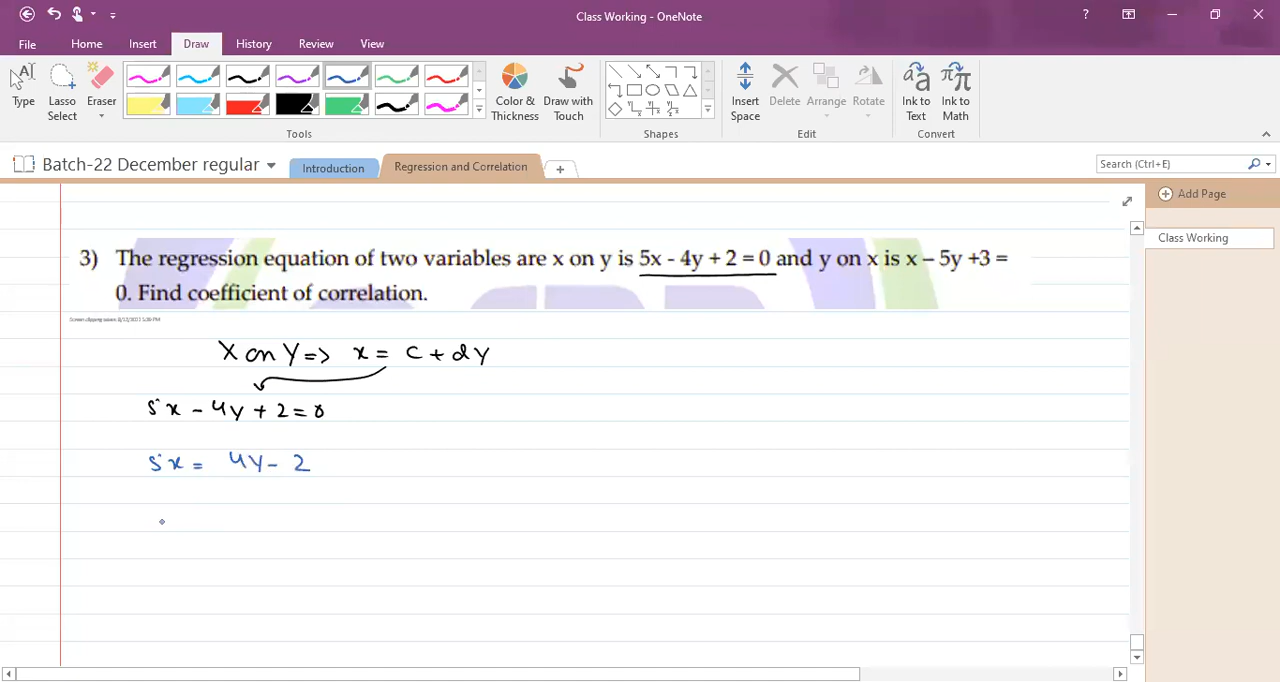 Class Working - OneNote
?
File Home Insert Draw History Review View
Type Lasso Select Eraser Color & Thickness Draw with Touch Insert Space Delete Arrange Rotate Ink to Text Ink to Math
Tools Shapes Edit Convert
Batch-22 December regular Introduction Regression and Correlation + Search (Ctrl+E)
Add Page
Class Working
3) The regression equation of two variables are x on y is 5x - 4y + 2 = 0 and y on x is x – 5y +3 =
0. Find coefficient of correlation.
X on Y => x = c + dy
5x - 4y + 2 = 0
5x = 4y - 2